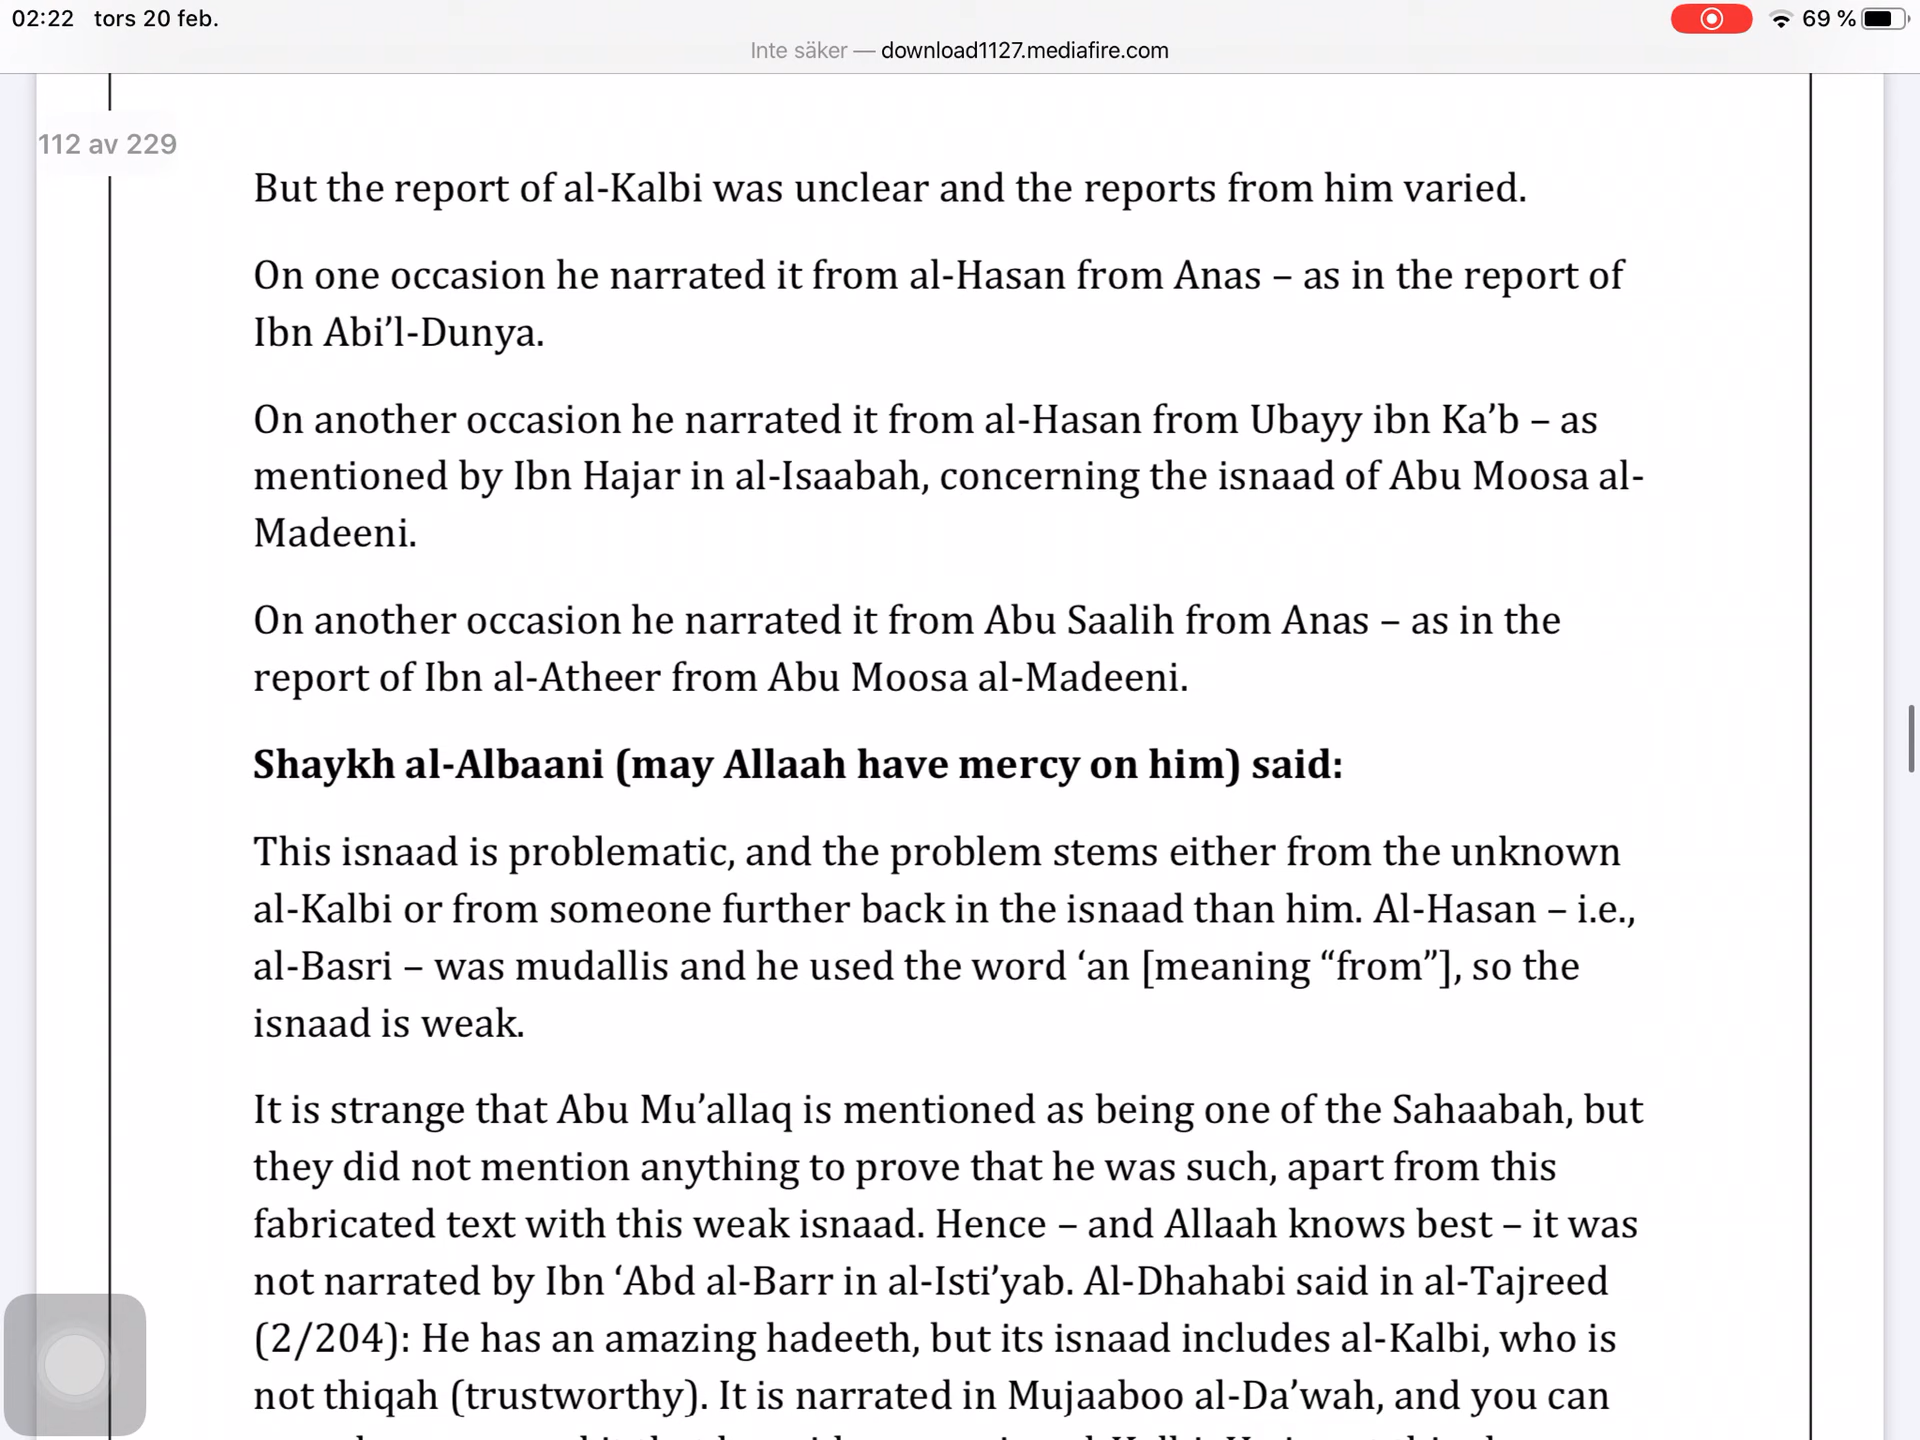 02:22 tors 20 feb.
69 %
Inte säker — download1127.mediafire.com
112 av 229
But the report of al-Kalbi was unclear and the reports from him varied.
On one occasion he narrated it from al-Hasan from Anas – as in the report of
Ibn Abi’l-Dunya.
On another occasion he narrated it from al-Hasan from Ubayy ibn Ka’b – as
mentioned by Ibn Hajar in al-Isaabah, concerning the isnaad of Abu Moosa al-
Madeeni.
On another occasion he narrated it from Abu Saalih from Anas – as in the
report of Ibn al-Atheer from Abu Moosa al-Madeeni.
Shaykh al-Albaani (may Allaah have mercy on him) said:
This isnaad is problematic, and the problem stems either from the unknown
al-Kalbi or from someone further back in the isnaad than him. Al-Hasan – i.e.,
al-Basri – was mudallis and he used the word ‘an [meaning “from”], so the
isnaad is weak.
It is strange that Abu Mu’allaq is mentioned as being one of the Sahaabah, but
they did not mention anything to prove that he was such, apart from this
fabricated text with this weak isnaad. Hence – and Allaah knows best – it was
not narrated by Ibn ‘Abd al-Barr in al-Isti’yab. Al-Dhahabi said in al-Tajreed
(2/204): He has an amazing hadeeth, but its isnaad includes al-Kalbi, who is
not thiqah (trustworthy). It is narrated in Mujaaboo al-Da’wah, and you can